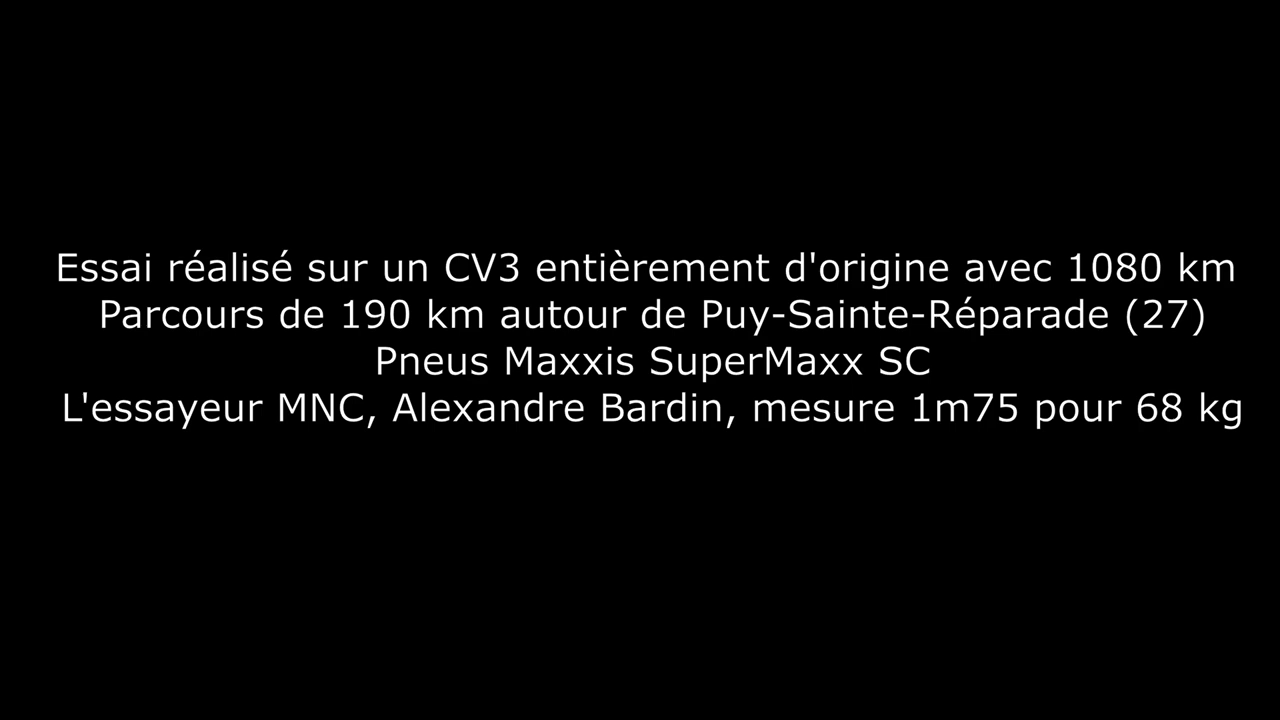 Essai réalisé sur un CV3 entièrement d'origine avec 1080 km
Parcours de 190 km autour de Puy-Sainte-Réparade (27)
Pneus Maxxis SuperMaxx SC
L'essayeur MNC, Alexandre Bardin, mesure 1m75 pour 68 kg